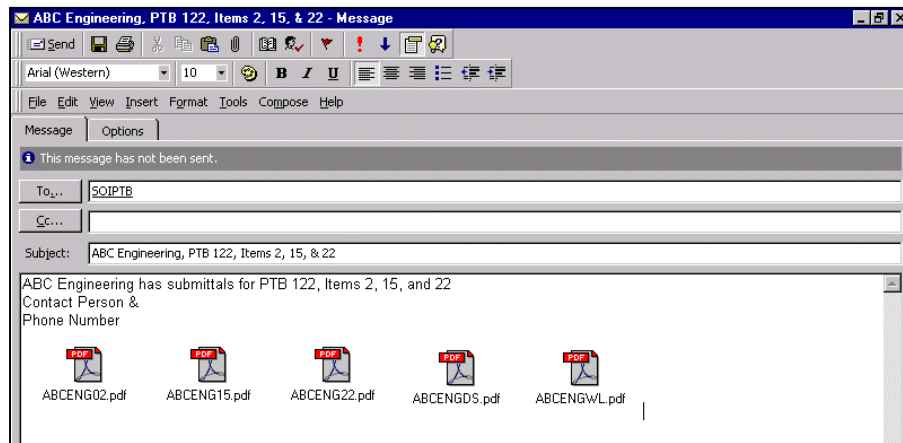 ABC Engineering, PTB 122, Items 2, 15, & 22 - Message
Send
Arial (Western) 10 B I U
File Edit View Insert Format Tools Compose Help
Message Options
This message has not been sent.
To... SOIPTB
Cc...
Subject: ABC Engineering, PTB 122, Items 2, 15, & 22
ABC Engineering has submittals for PTB 122, Items 2, 15, and 22
Contact Person &
Phone Number
PDF PDF PDF PDF PDF
ABCENG02.pdf ABCENG15.pdf ABCENG22.pdf ABCENGDS.pdf ABCENGWL.pdf